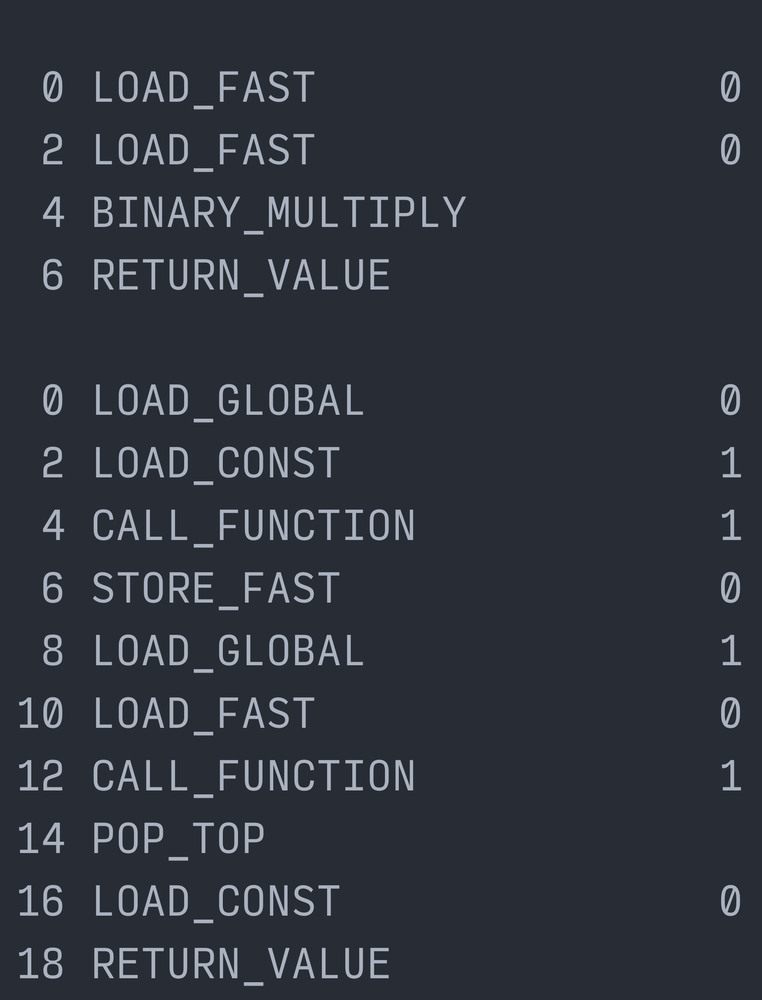 0 LOAD_FAST 0
2 LOAD_FAST 0
4 BINARY_MULTIPLY
6 RETURN_VALUE
0 LOAD_GLOBAL 0
2 LOAD_CONST 1
4 CALL_FUNCTION 1
6 STORE_FAST 0
8 LOAD_GLOBAL 1
10 LOAD_FAST 0
12 CALL_FUNCTION 1
14 POP_TOP
16 LOAD_CONST 0
18 RETURN_VALUE